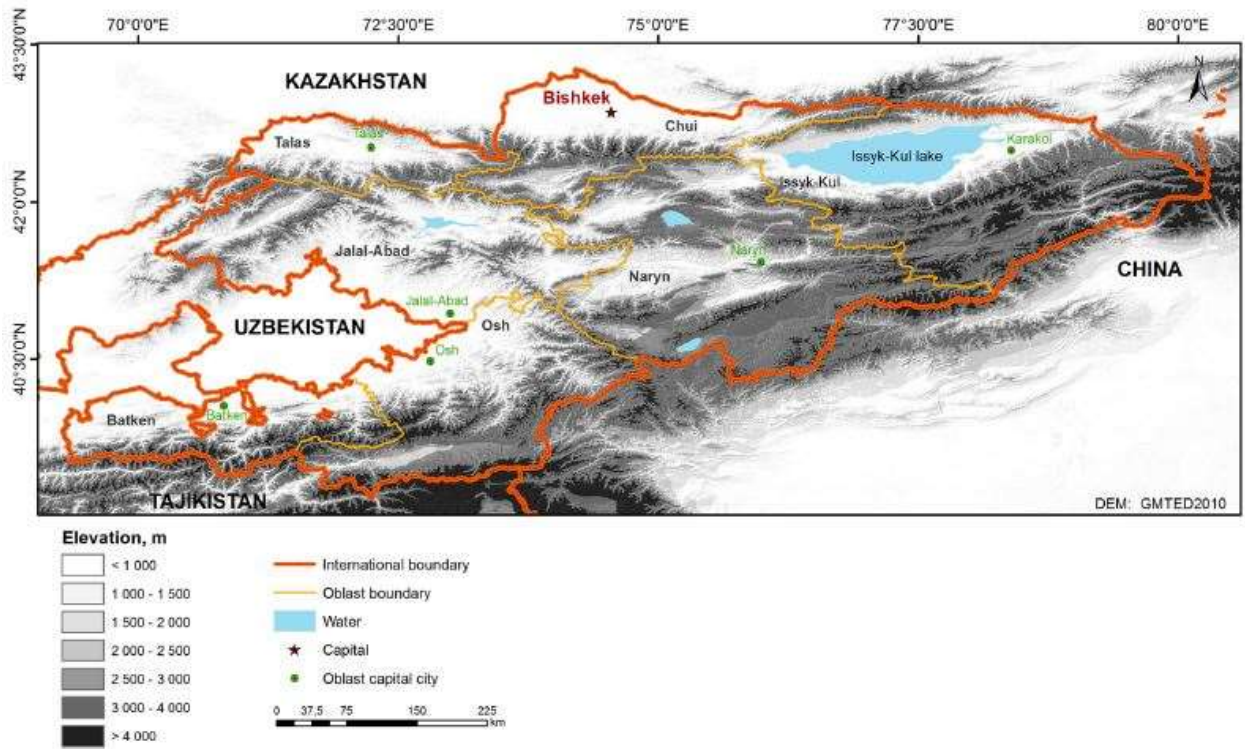 70°0'0"E 72°30'0"E 75°0'0"E 77°30'0"E 80°0'0"E
43°30'0"N
42°0'0"N
40°30'0"N
N
KAZAKHSTAN
Bishkek
Talas
Chui
Talas
Karakol
Issyk-Kul lake
Issyk-Kul
Jalal-Abad
Naryn
Naryn
CHINA
Jalal-Abad
UZBEKISTAN
Osh
Osh
Batken
Batken
TAJIKISTAN
DEM: GMTED2010
Elevation, m
< 1 000
1 000 - 1 500
1 500 - 2 000
2 000 - 2 500
2 500 - 3 000
3 000 - 4 000
> 4 000
International boundary
Oblast boundary
Water
Capital
Oblast capital city
0 37,5 75 150 225
km